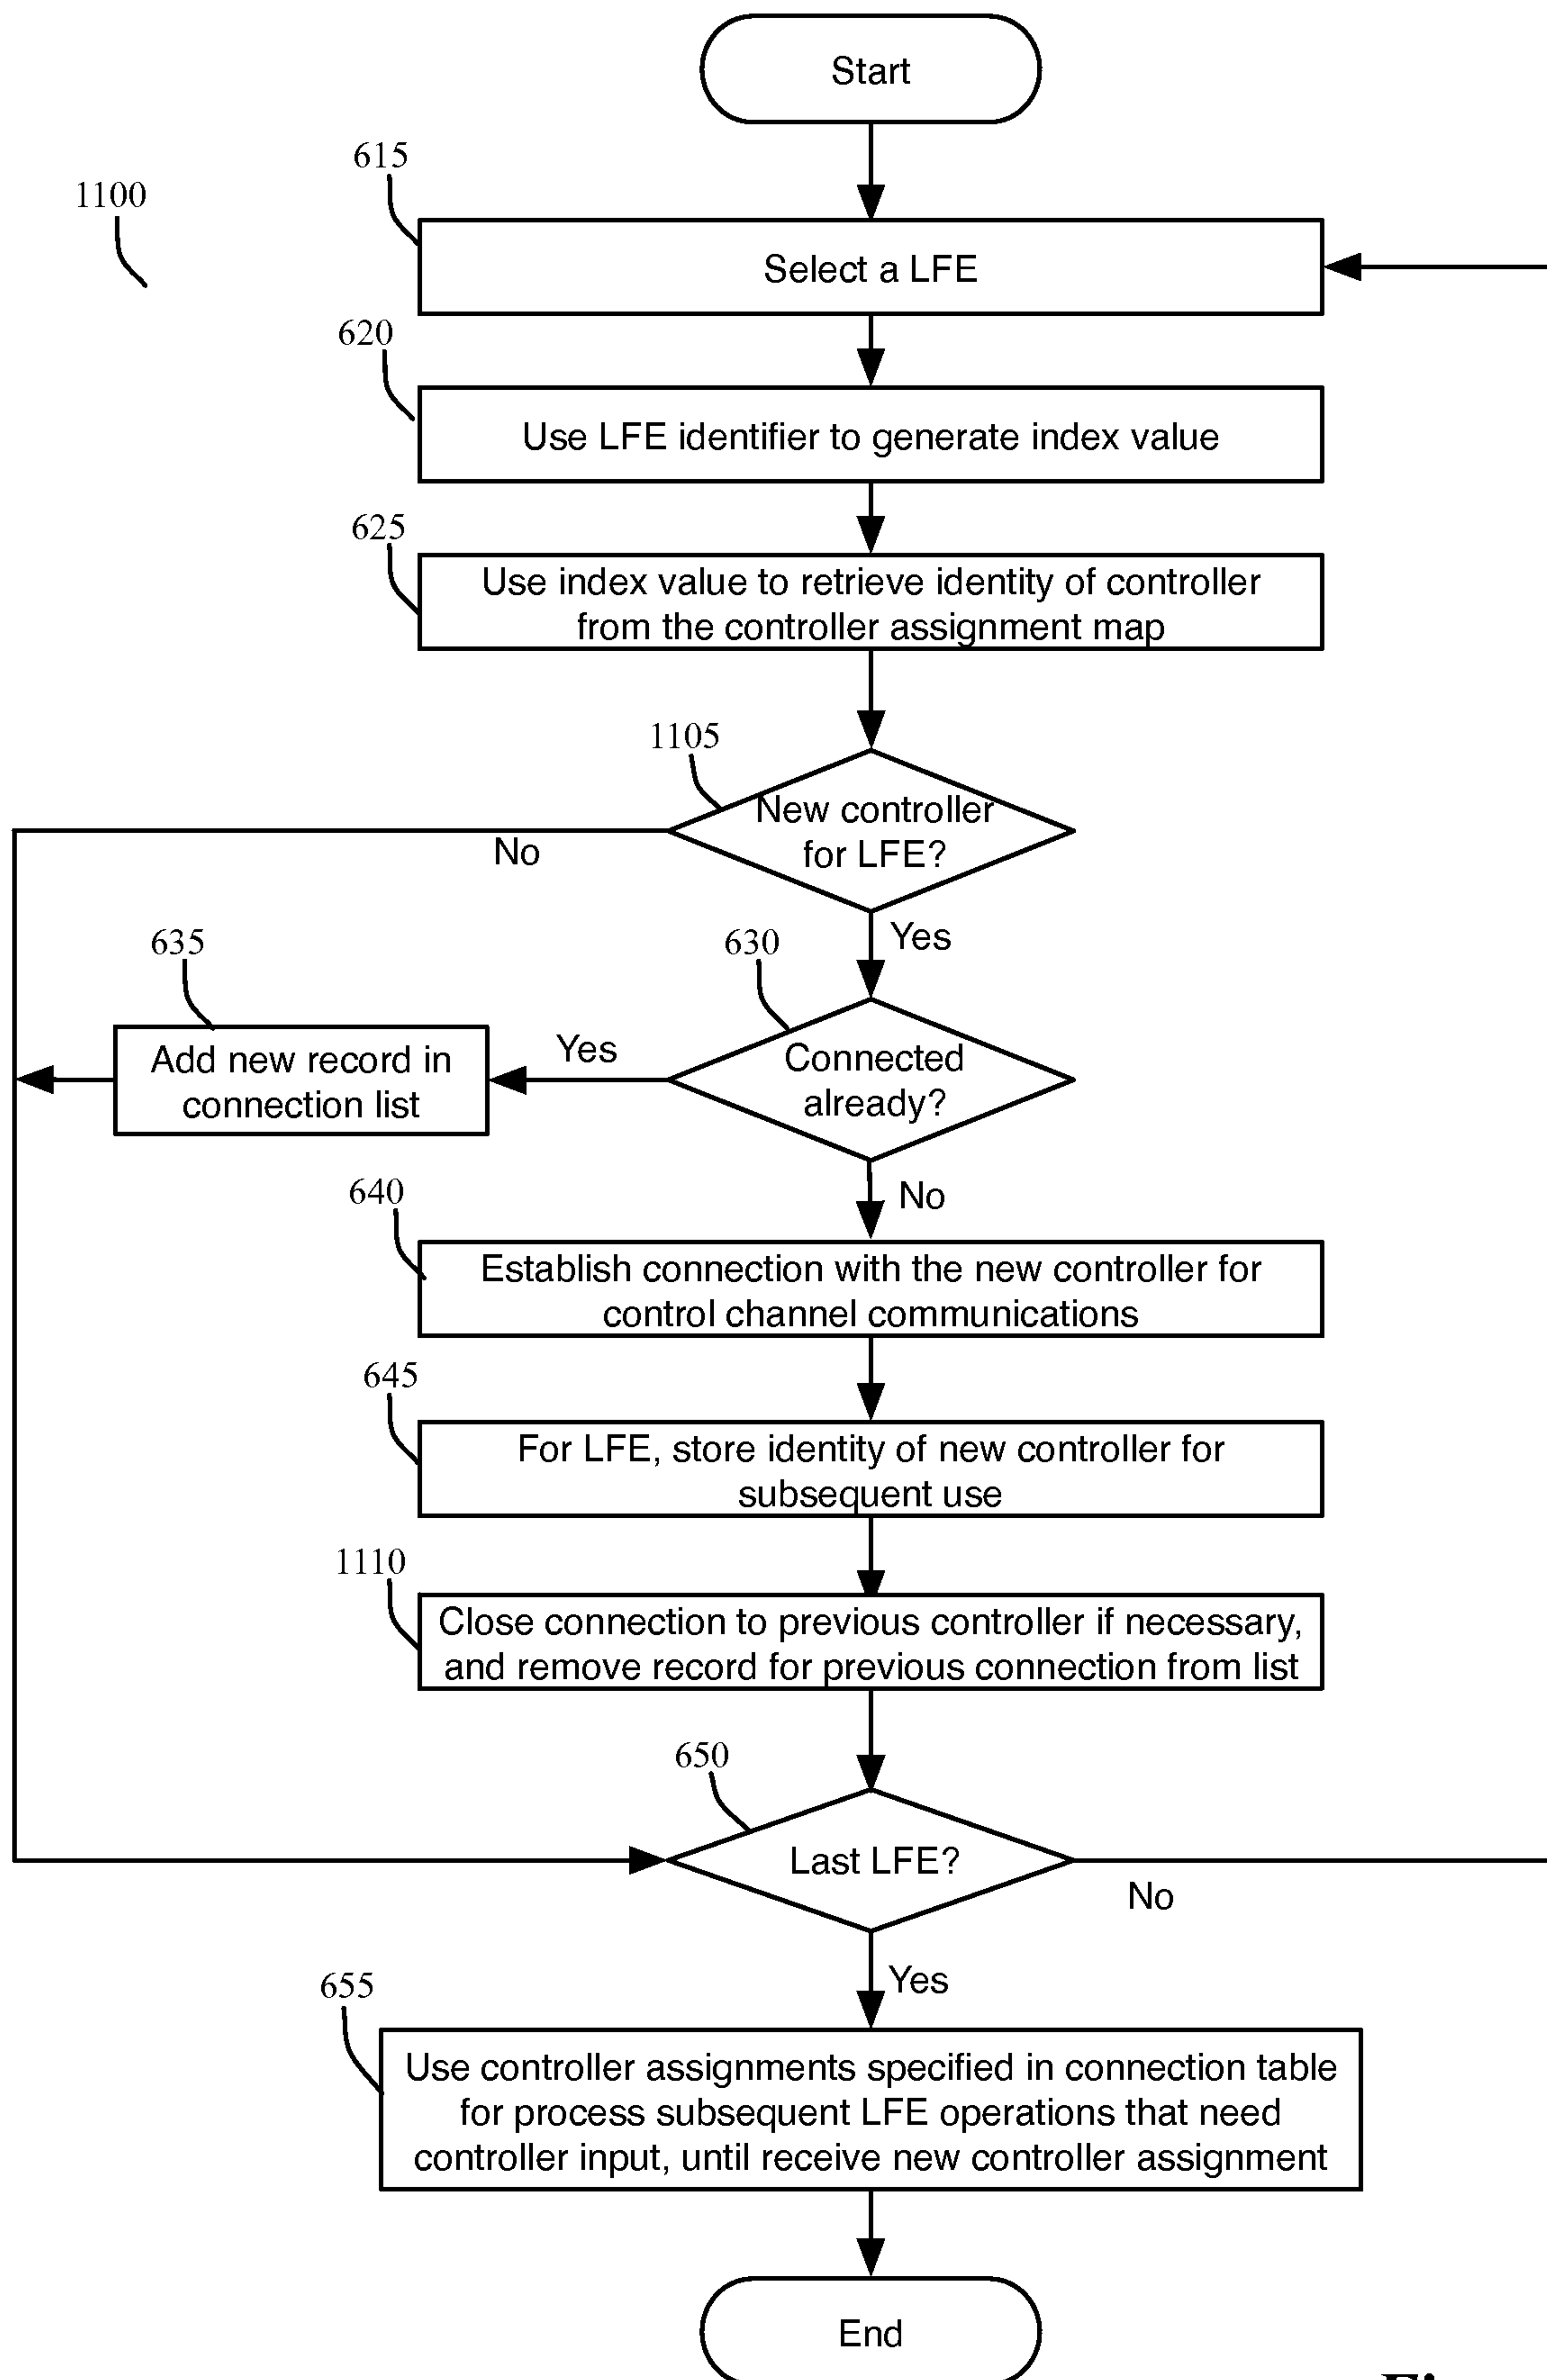 Start
615
1100
Select a LFE
620
Use LFE identifier to generate index value
625
Use index value to retrieve identity of controller
from the controller assignment map
1105
New controller
for LFE?
No
Yes
635
630
Add new record in
connection list
Yes
Connected
already?
No
640
Establish connection with the new controller for
control channel communications
645
For LFE, store identity of new controller for
subsequent use
1110
Close connection to previous controller if necessary,
and remove record for previous connection from list
650
Last LFE?
No
Yes
655
Use controller assignments specified in connection table
for process subsequent LFE operations that need
controller input, until receive new controller assignment
End